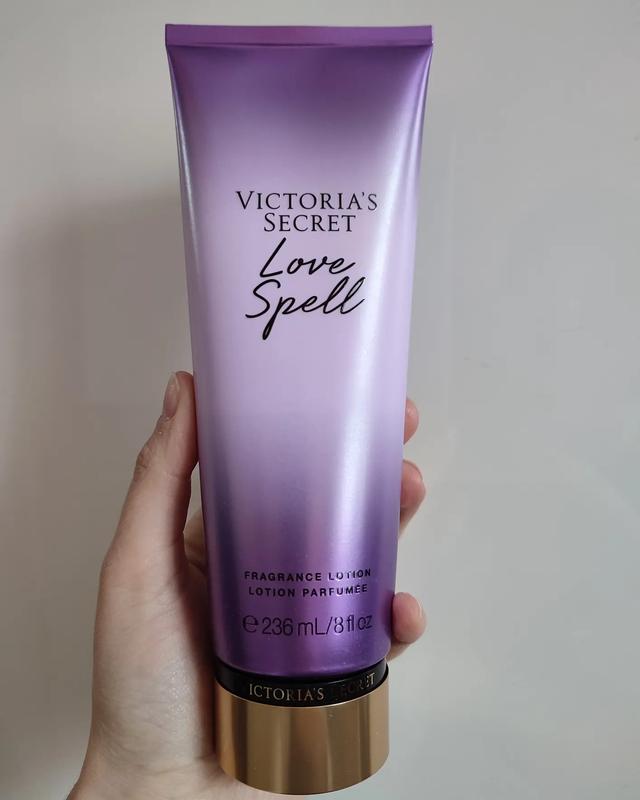 VICTORIA'S
SECRET
Love
Spell
FRAGRANCE LOTION
LOTION PARFUMÉE
℮ 236 mL/8 fl oz
VICTORIA'S SECRET